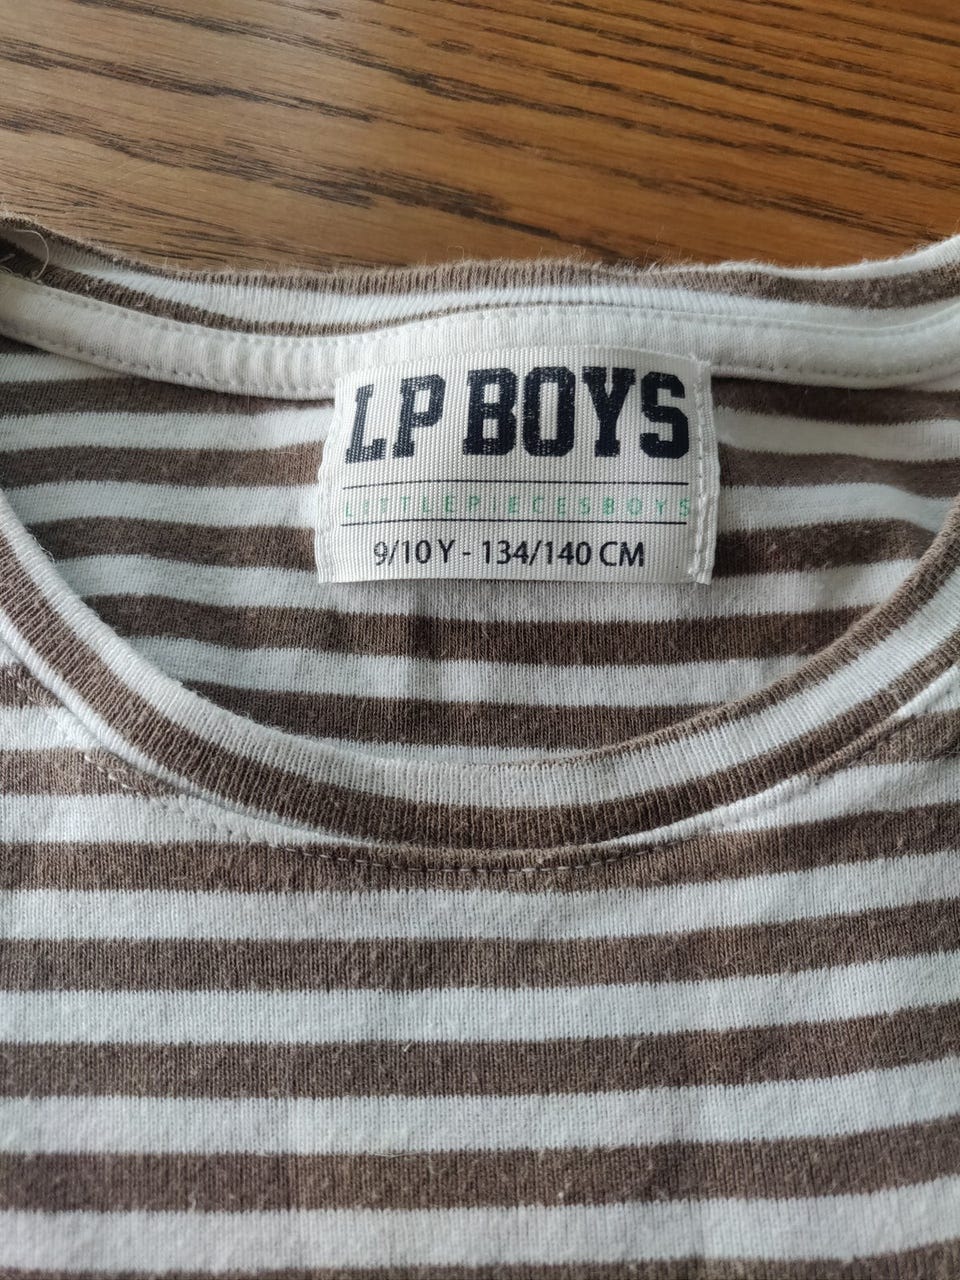 LP BOYS
LITTLEPIECESBOYS
9/10 Y - 134/140 CM